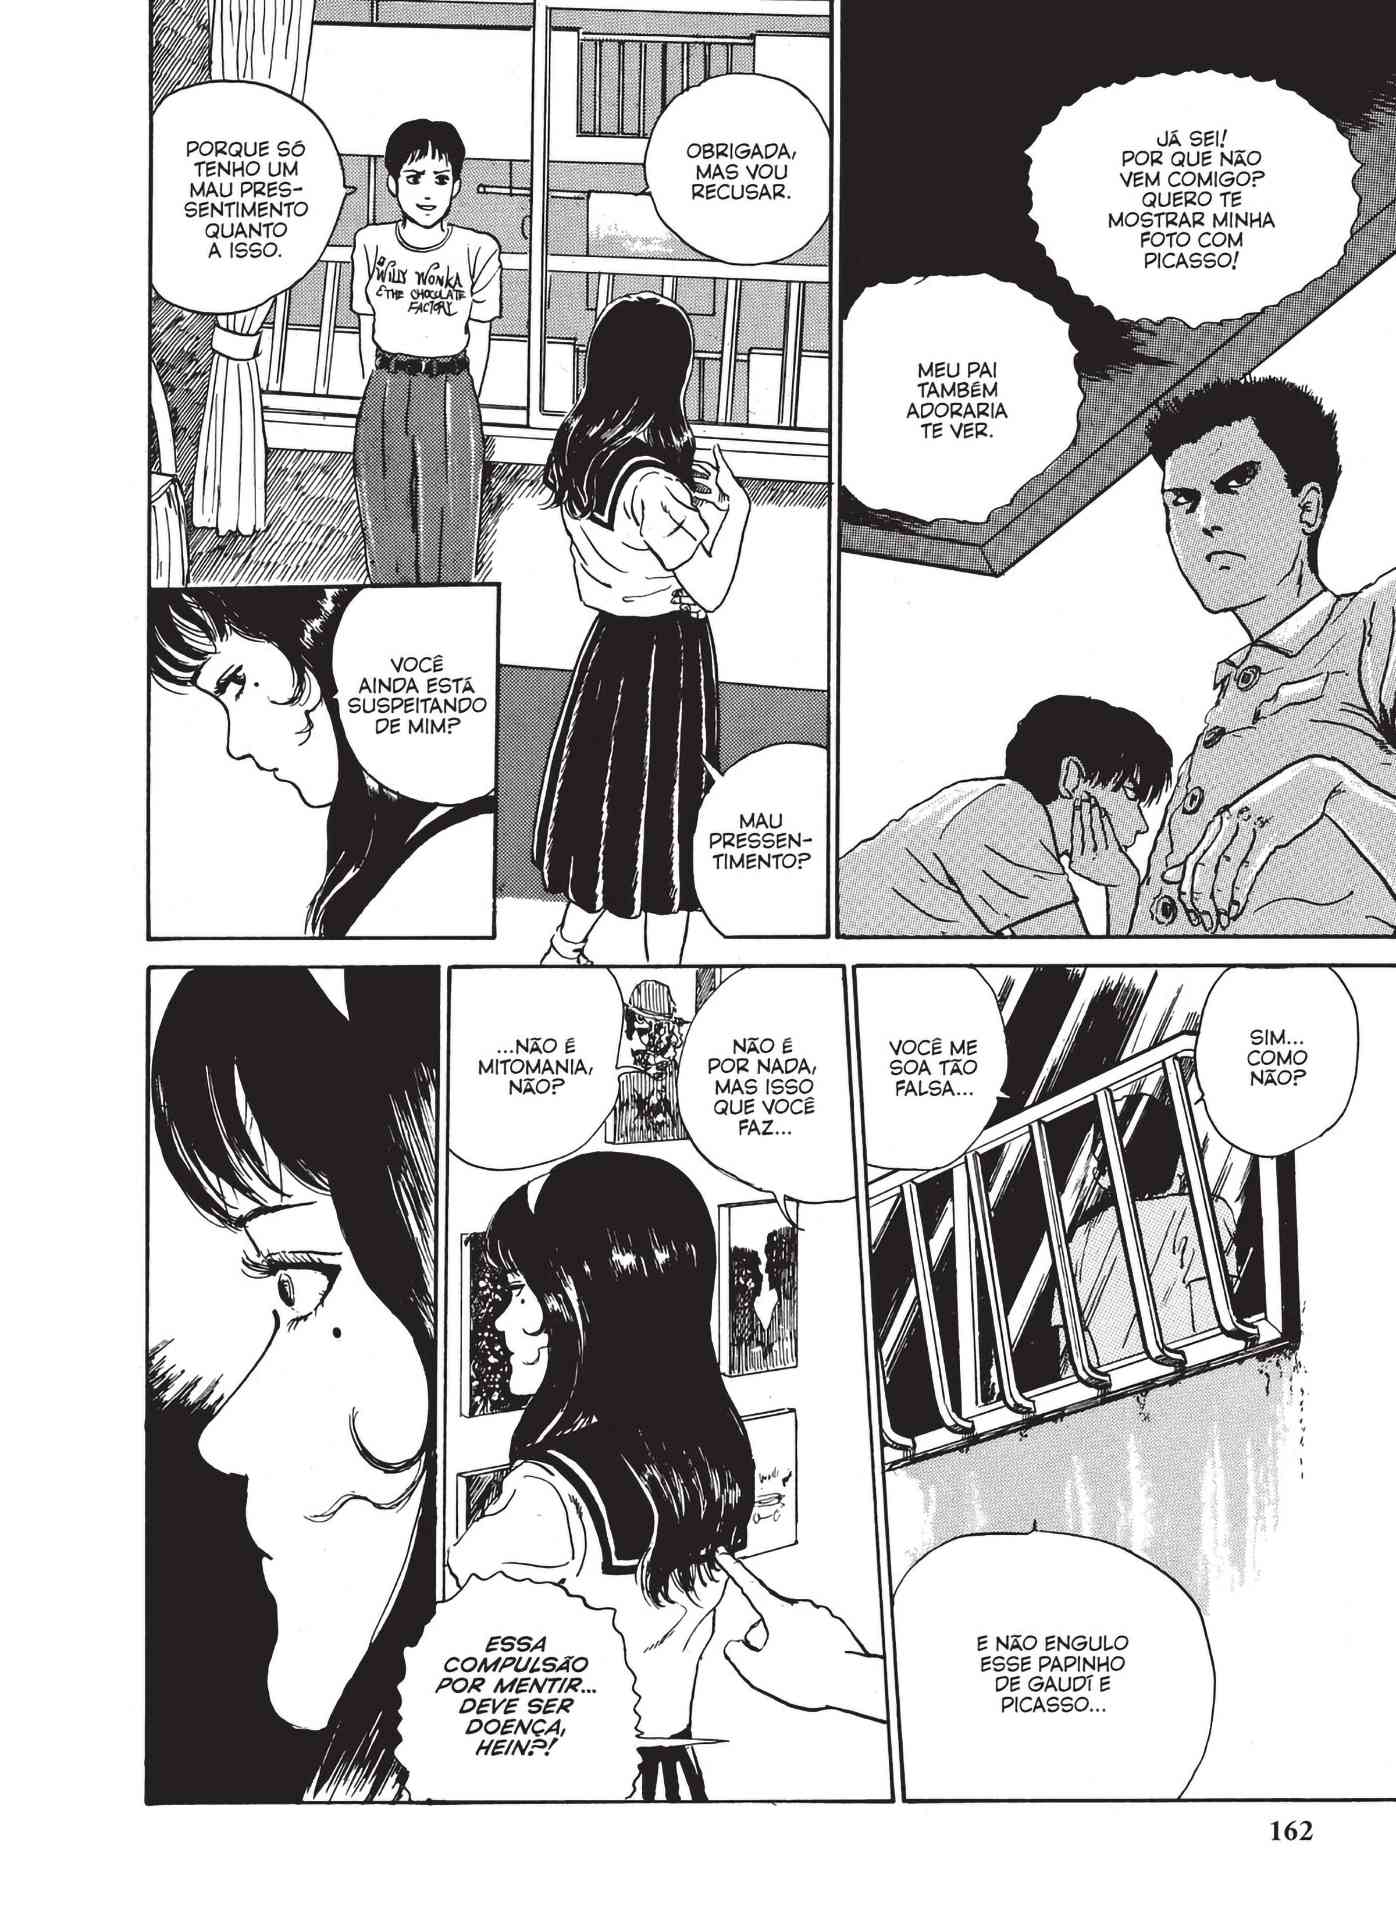 JÁ SEI!
POR QUE NÃO
VEM COMIGO?
QUERO TE
MOSTRAR MINHA
FOTO COM
PICASSO!
MEU PAI
TAMBÉM
ADORARIA
TE VER.
OBRIGADA,
MAS VOU
RECUSAR.
PORQUE SÓ
TENHO UM
MAU PRES-
SENTIMENTO
QUANTO
A ISSO.
WILLY WONKA
& THE CHOCOLATE
FACTORY
MAU
PRESSEN-
TIMENTO?
VOCÊ
AINDA ESTÁ
SUSPEITANDO
DE MIM?
SIM...
COMO
NÃO?
VOCÊ ME
SOA TÃO
FALSA...
E NÃO ENGULO
ESSE PAPINHO
DE GAUDÍ E
PICASSO...
NÃO É
POR NADA,
MAS ISSO
QUE VOCÊ
FAZ...
...NÃO É
MITOMANIA,
NÃO?
ESSA
COMPULSÃO
POR MENTIR...
DEVE SER
DOENÇA,
HEIN?!
162